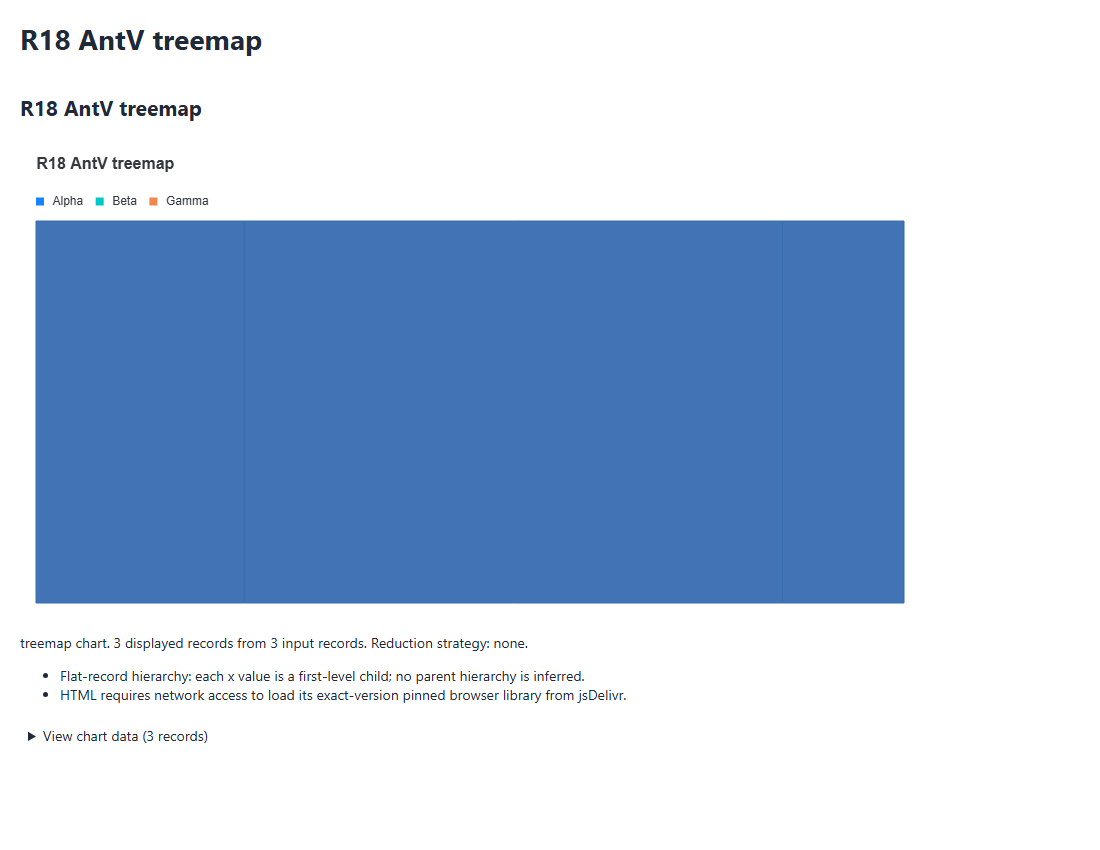 R18 AntV treemap
R18 AntV treemap
R18 AntV treemap
Alpha Beta Gamma
treemap chart. 3 displayed records from 3 input records. Reduction strategy: none.
Flat-record hierarchy: each x value is a first-level child; no parent hierarchy is inferred.
HTML requires network access to load its exact-version pinned browser library from jsDelivr.
View chart data (3 records)